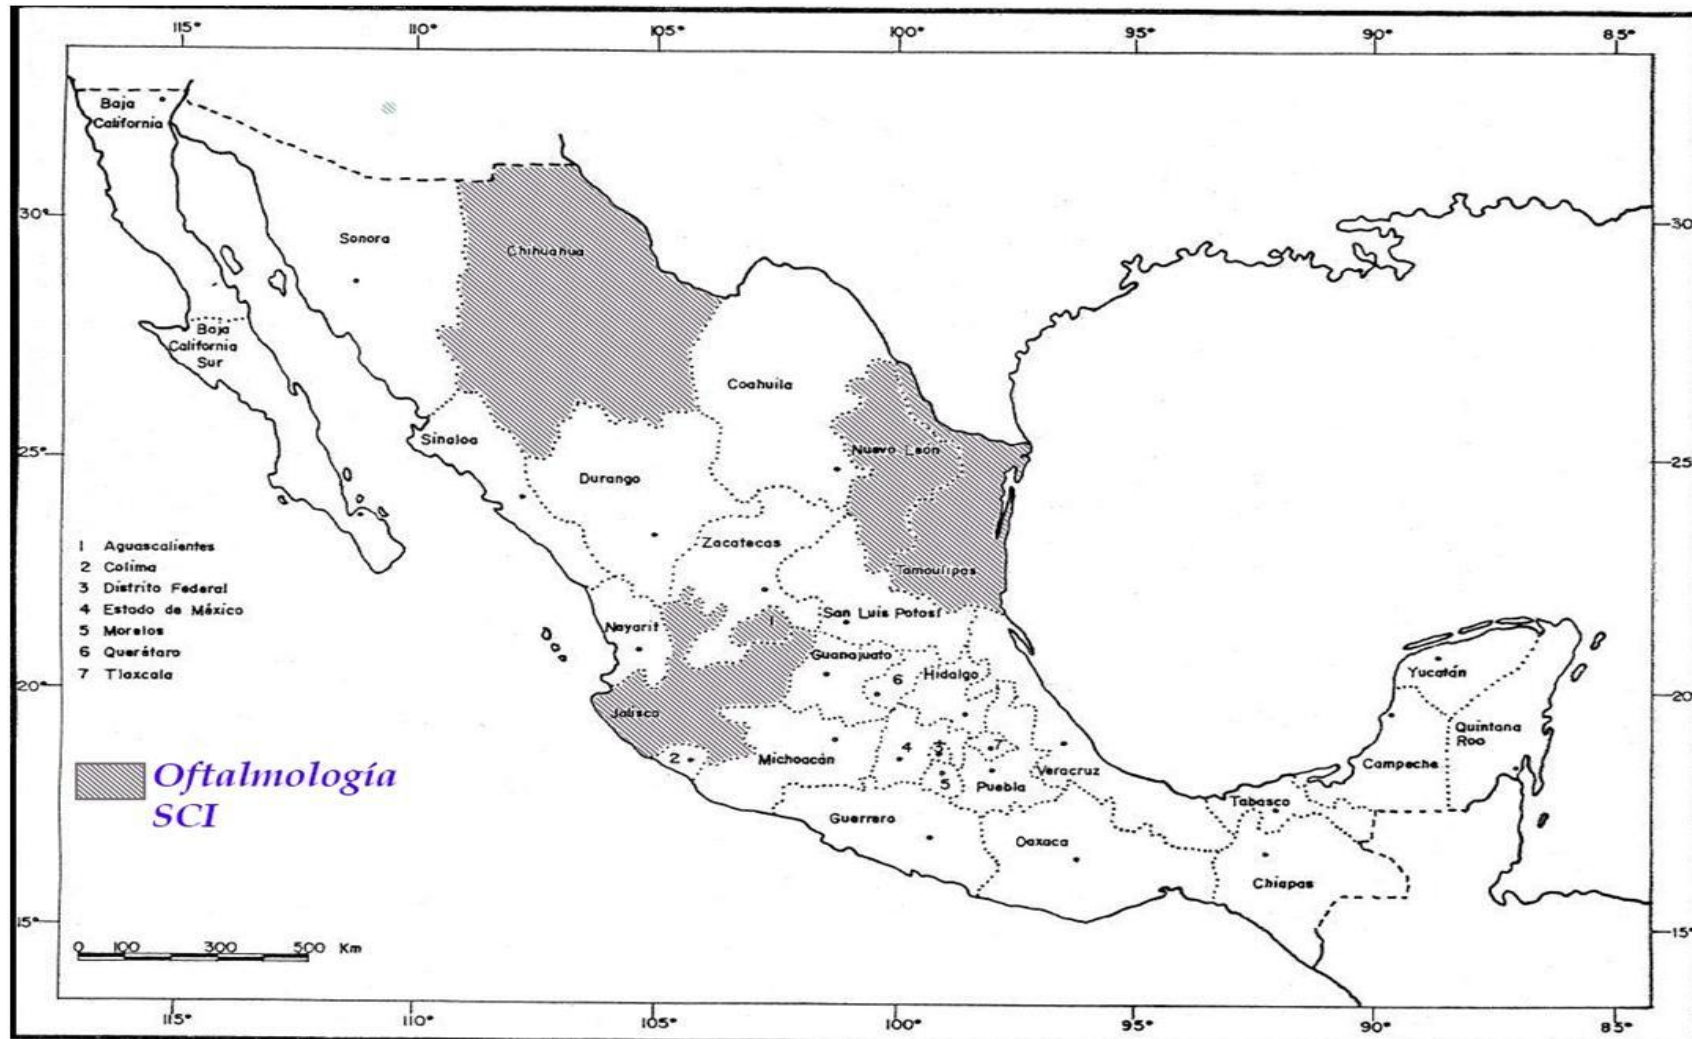 115° 110° 105° 100° 95° 90° 85°
Baja
California
Sonora
Chihuahua
30° 30°
Baja
California
Sur
Coahuila
Sinaloa
Nuevo León
25° 25°
Durango
Zacatecas
Tamaulipas
1 Aguascalientes
2 Colima
3 Distrito Federal
4 Estado de México
5 Morelos
6 Querétaro
7 Tlaxcala
San Luis Potosí
Nayarit
1
Guanajuato
Hidalgo
6
Yucatán
20° 20°
Jalisco
Quintana
Roo
2
Michoacán
4
3
7
5
Puebla
Veracruz
Campeche
Tabasco
Oftalmología
SCI
Guerrero
Oaxaca
Chiapas
15° 15°
0 100 300 500 Km
115° 110° 105° 100° 95° 90° 85°